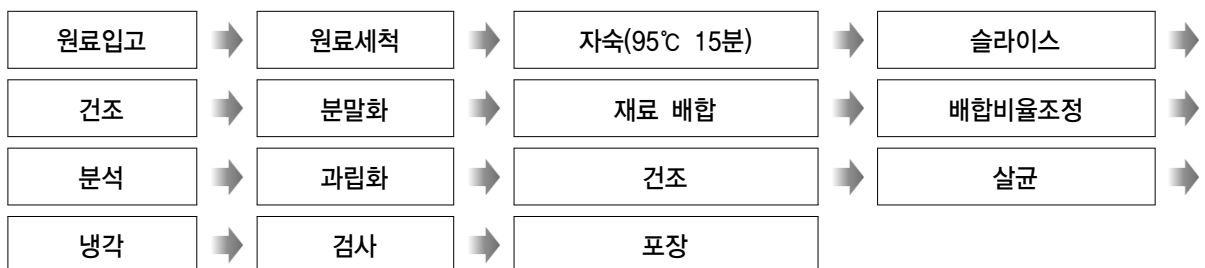 원료입고 원료세척 자숙(95℃ 15분) 슬라이스
건조 분말화 재료 배합 배합비율조정
분석 과립화 건조 살균
냉각 검사 포장